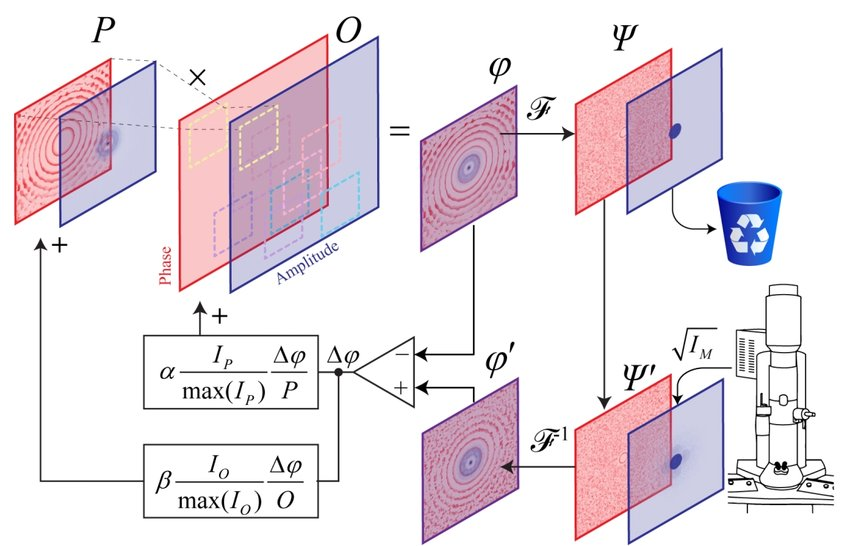 P
×
O
=
φ
ℱ
Ψ
Phase
Amplitude
+
+
α I_P / max(I_P) Δφ / P
Δφ
−
+
φ'
ℱ⁻¹
Ψ'
√I_M
β I_O / max(I_O) Δφ / O